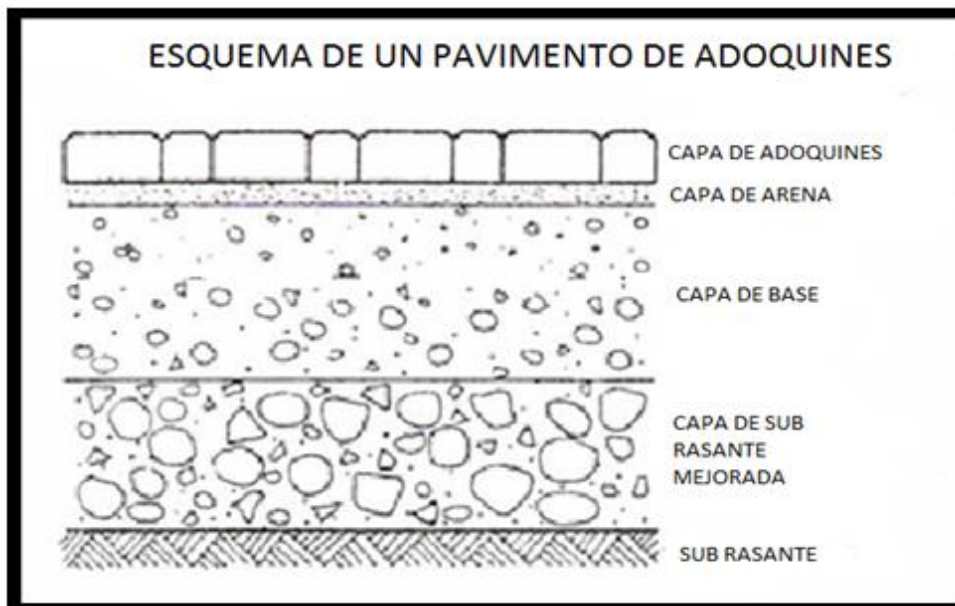 ESQUEMA DE UN PAVIMENTO DE ADOQUINES
CAPA DE ADOQUINES
CAPA DE ARENA
CAPA DE BASE
CAPA DE SUB
RASANTE
MEJORADA
SUB RASANTE